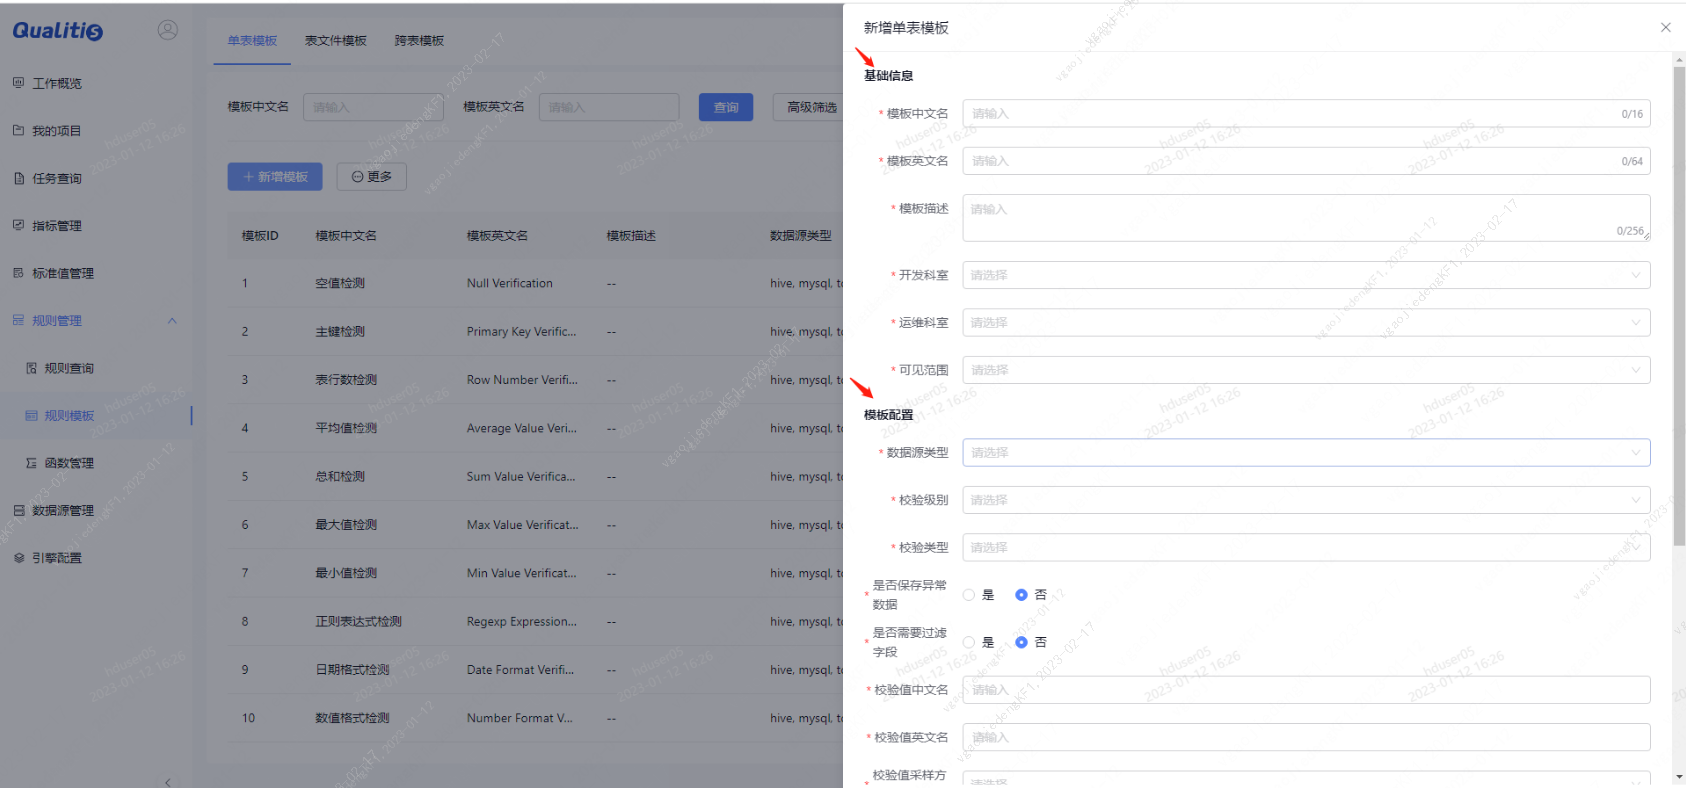 Qualitis
工作概览
我的项目
任务查询
指标管理
标准值管理
规则管理
规则查询
规则模板
函数管理
数据源管理
引擎配置
单表模板 表文件模板 跨表模板
模板中文名 请输入 模板英文名 请输入 查询 高级筛选
+ 新增模板 更多
模板ID 模板中文名 模板英文名 模板描述 数据源类型
1 空值检测 Null Verification -- hive, mysql, t
2 主键检测 Primary Key Verific... -- hive, mysql, t
3 表行数检测 Row Number Verifi... -- hive, mysql, t
4 平均值检测 Average Value Veri... -- hive, mysql, t
5 总和检测 Sum Value Verifica... -- hive, mysql, t
6 最大值检测 Max Value Verificat... -- hive, mysql, t
7 最小值检测 Min Value Verificat... -- hive, mysql, t
8 正则表达式检测 Regexp Expression... -- hive, mysql, t
9 日期格式检测 Date Format Verifi... -- hive, mysql, t
10 数值格式检测 Number Format V... -- hive, mysql, t
新增单表模板
基础信息
* 模板中文名 请输入 0/16
* 模板英文名 请输入 0/64
* 模板描述 请输入 0/256
* 开发科室 请选择
* 运维科室 请选择
* 可见范围 请选择
模板配置
* 数据源类型 请选择
* 校验级别 请选择
* 校验类型 请选择
* 是否保存异常
数据 是 否
* 是否需要过滤
字段 是 否
* 校验值中文名 请输入
* 校验值英文名 请输入
* 校验值采样方 请选择
hduser05
2023-01-12 16:26